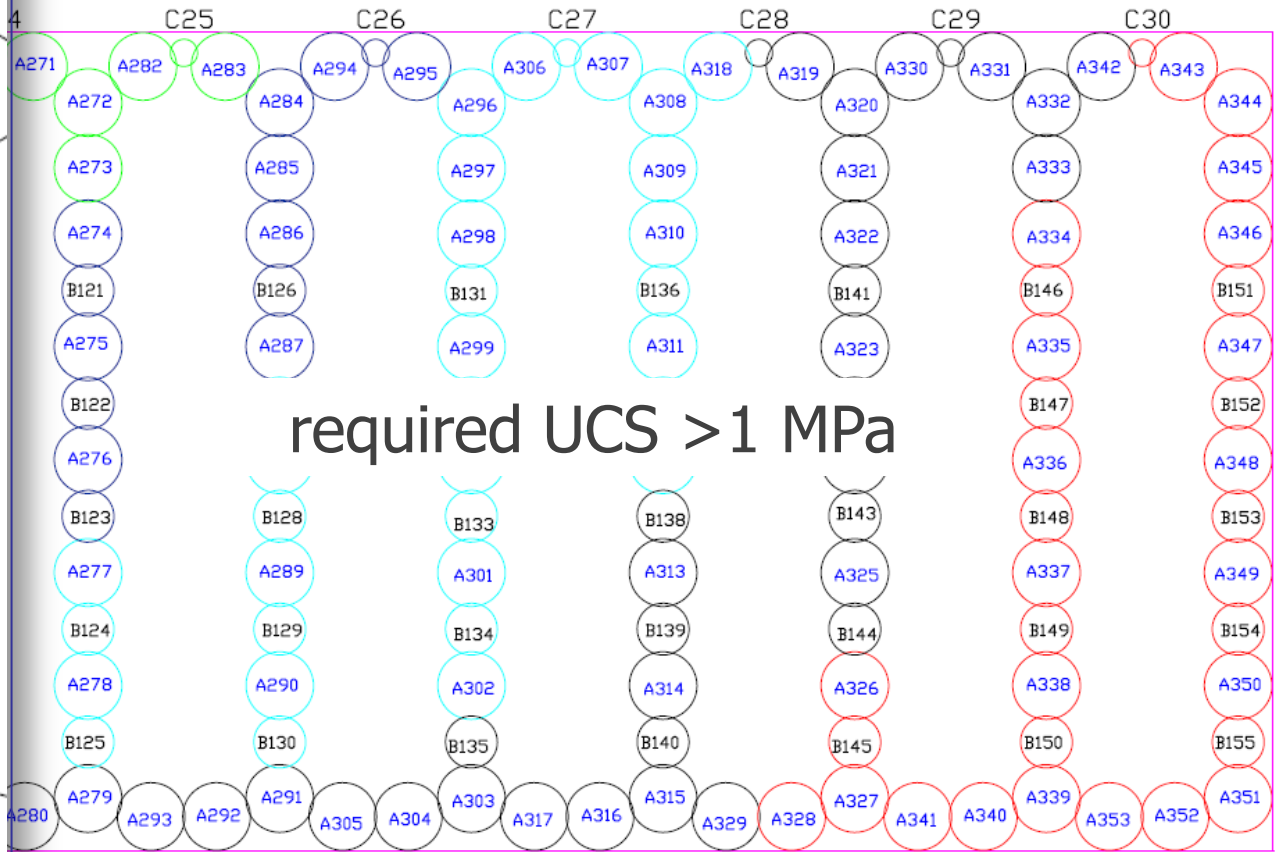 4 C25 C26 C27 C28 C29 C30
A271 A282 A283 A294 A295 A306 A307 A318 A319 A330 A331 A342 A343
A272 A284 A296 A308 A320 A332 A344
A273 A285 A297 A309 A321 A333 A345
A274 A286 A298 A310 A322 A334 A346
B121 B126 B131 B136 B141 B146 B151
A275 A287 A299 A311 A323 A335 A347
B122 B147 B152
required UCS >1 MPa
A276 A336 A348
B123 B128 B133 B138 B143 B148 B153
A277 A289 A301 A313 A325 A337 A349
B124 B129 B134 B139 B144 B149 B154
A278 A290 A302 A314 A326 A338 A350
B125 B130 B135 B140 B145 B150 B155
A279 A291 A303 A315 A327 A339 A351
A280 A293 A292 A305 A304 A317 A316 A329 A328 A341 A340 A353 A352